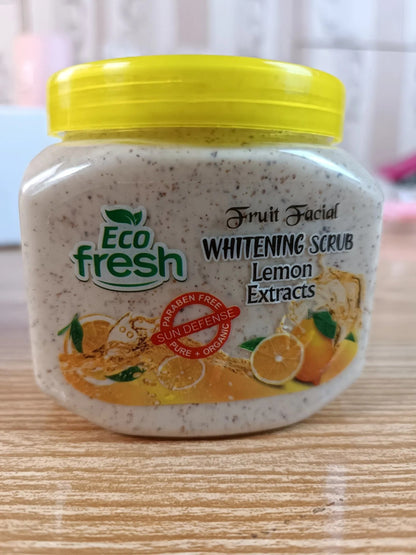 Eco
fresh
Fruit Facial
WHITENING SCRUB
Lemon
Extracts
PARABEN FREE
SUN DEFENSE
PURE + ORGANIC